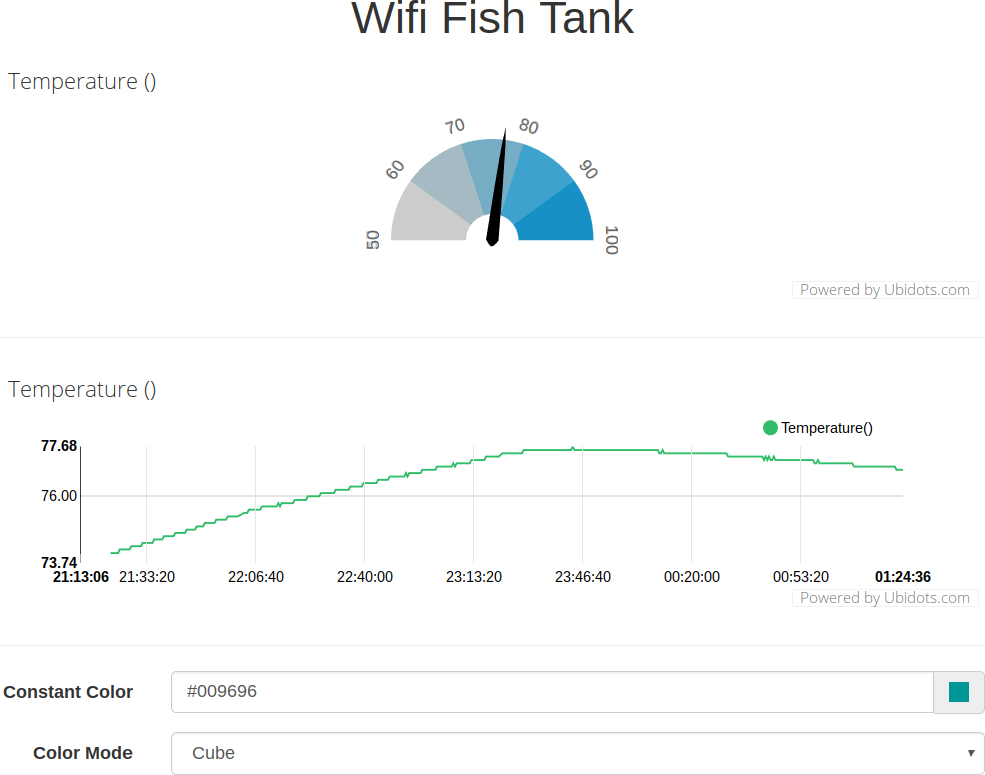 Wifi Fish Tank
Temperature ()
50 60 70 80 90 100
Powered by Ubidots.com
Temperature ()
Temperature()
77.68
76.00
73.74
21:13:06 21:33:20 22:06:40 22:40:00 23:13:20 23:46:40 00:20:00 00:53:20 01:24:36
Powered by Ubidots.com
Constant Color #009696
Color Mode Cube